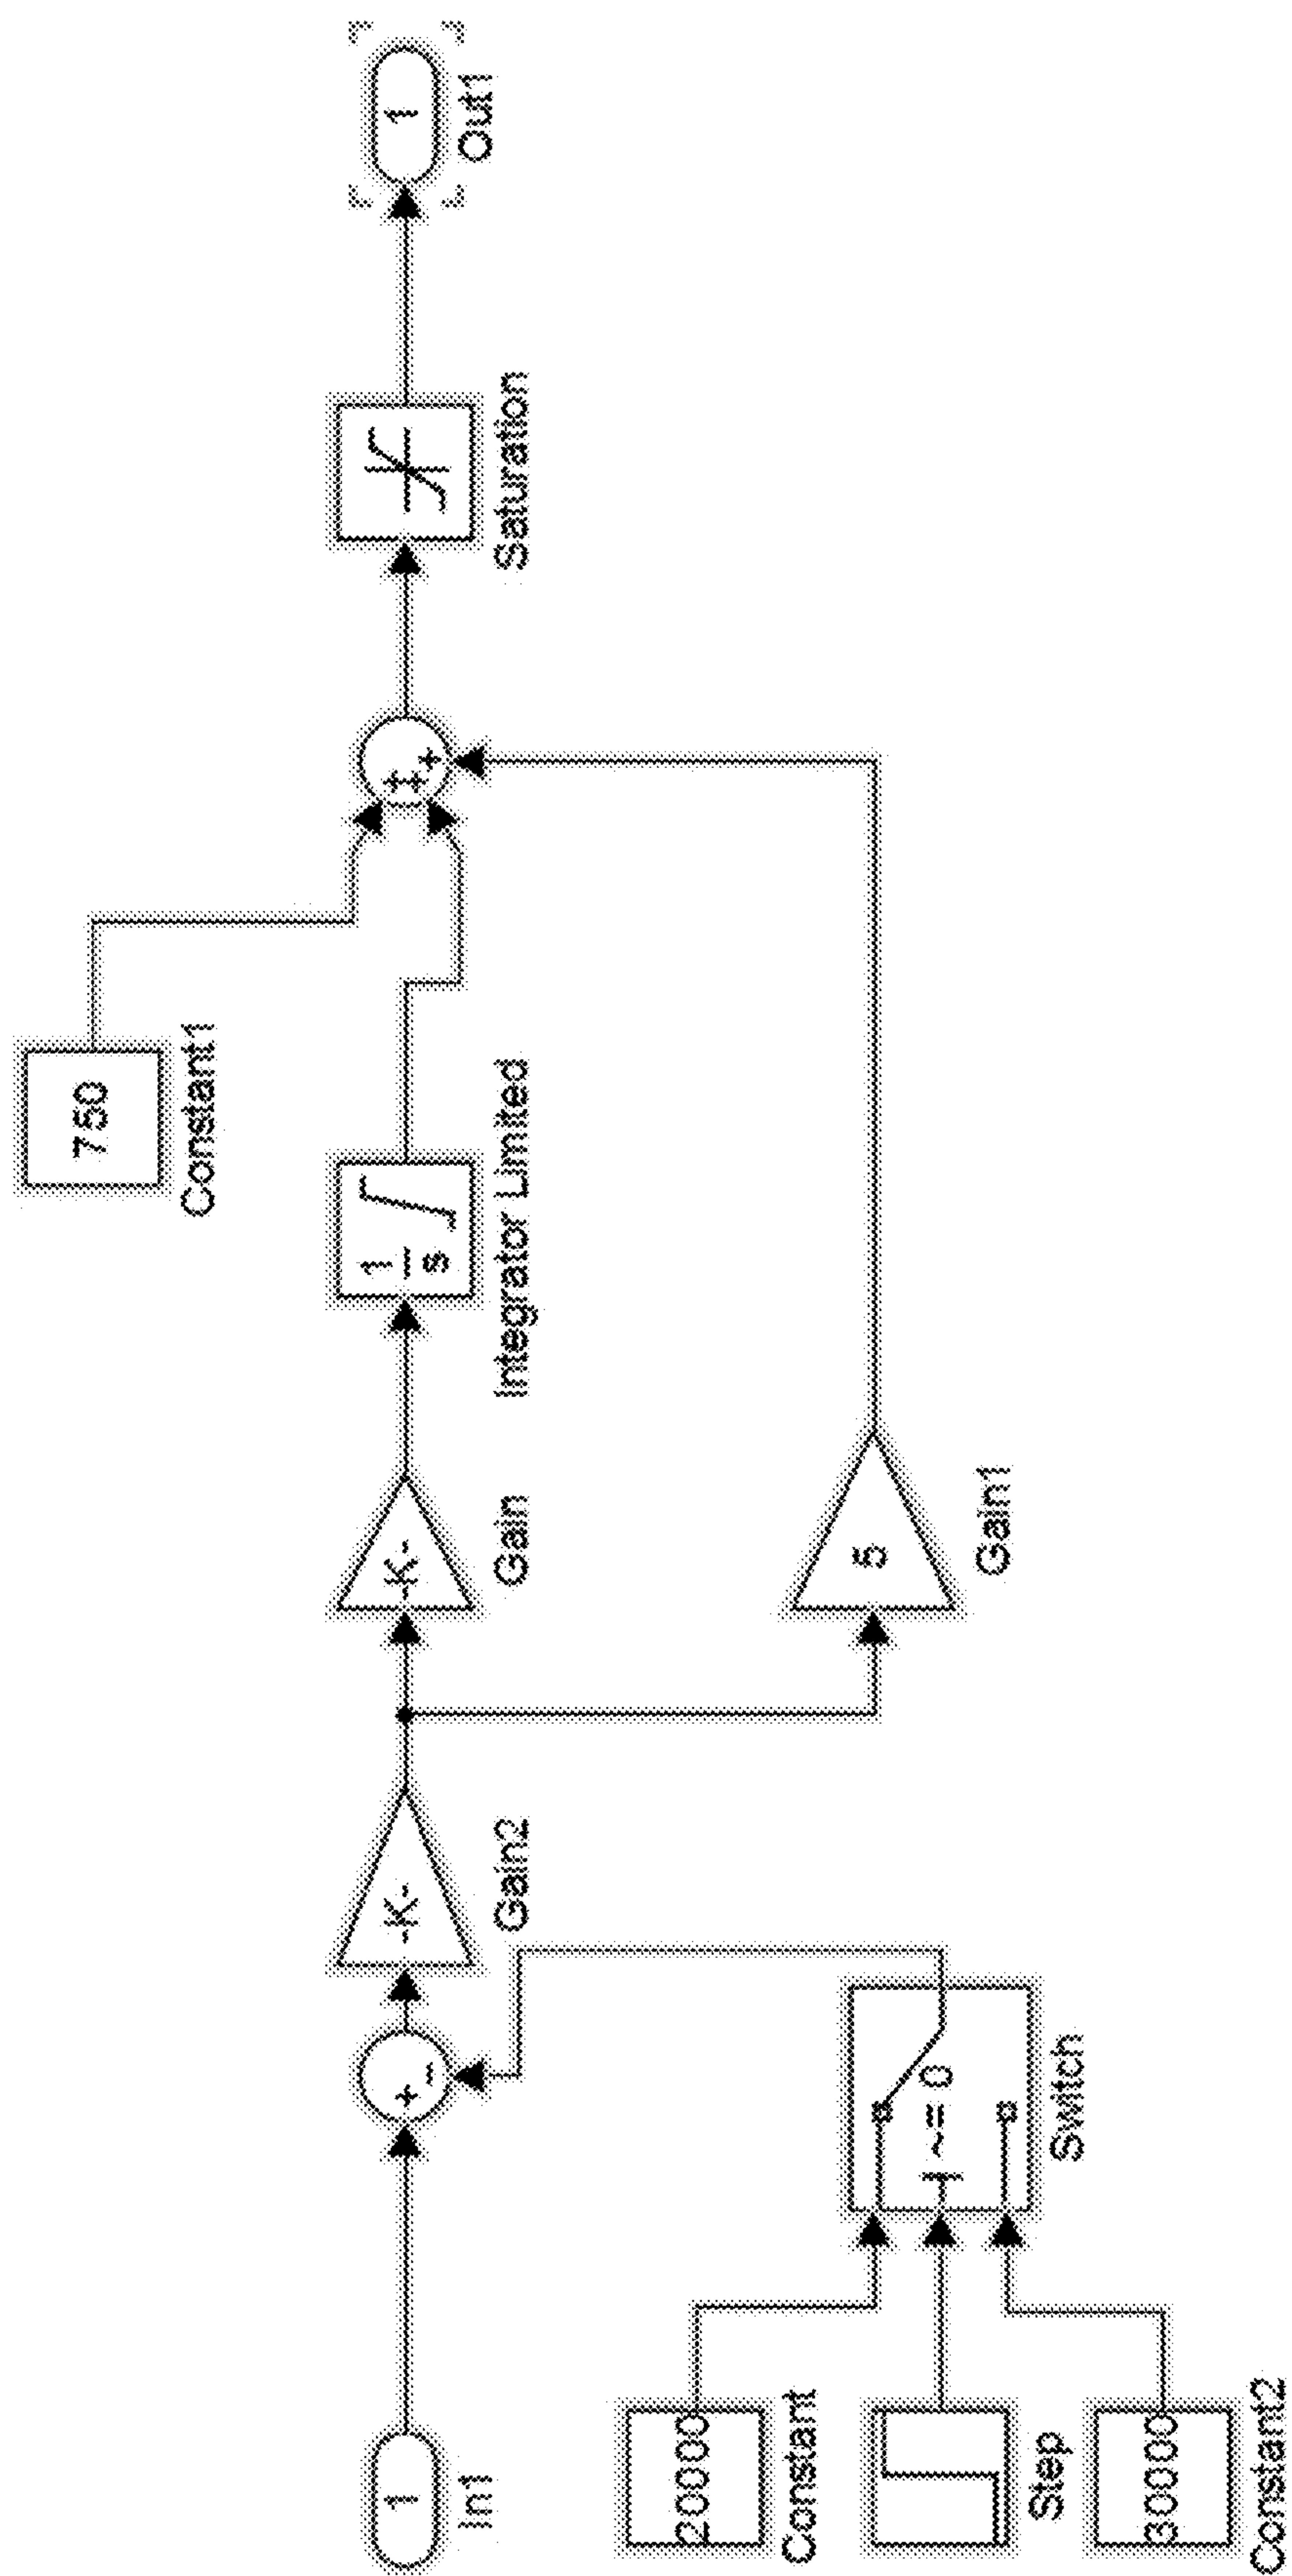 750
Constant1
1
In1
+
−
-K-
Gain2
-K-
Gain
1
s
Integrator Limited
+
+
+
Saturation
1
Out1
5
Gain1
20000
Constant
~= 0
Switch
Step
30000
Constant2